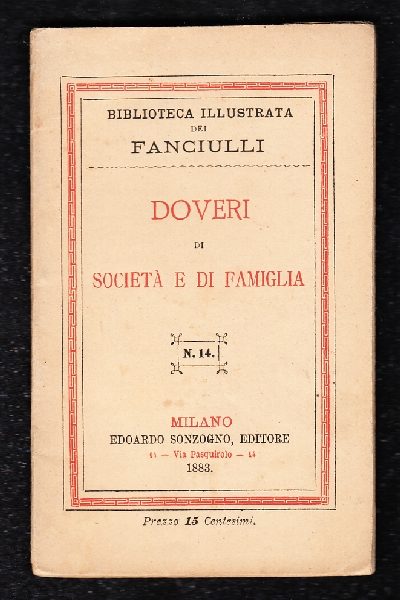 BIBLIOTECA ILLUSTRATA
DEI
FANCIULLI
DOVERI
DI
SOCIETÀ E DI FAMIGLIA
N. 14.
MILANO
EDOARDO SONZOGNO, EDITORE
14 — Via Pasquirolo — 14
1883.
Prezzo 15 Centesimi.